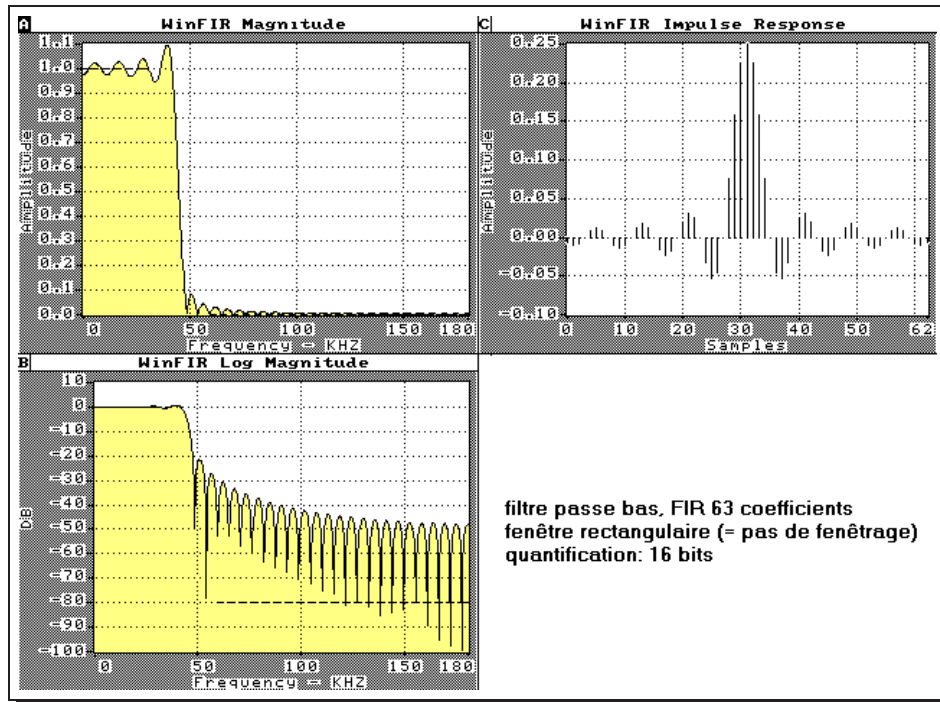 A WinFIR Magnitude
1.1
1.0
0.9
0.8
0.7
0.6
0.5
0.4
0.3
0.2
0.1
0.0
Amplitude
0 50 100 150 180
Frequency - KHZ
C WinFIR Impulse Response
0.25
0.20
0.15
0.10
0.05
0.00
-0.05
-0.10
Amplitude
0 10 20 30 40 50 62
Samples
B WinFIR Log Magnitude
10
0
-10
-20
-30
-40
-50
-60
-70
-80
-90
-100
DB
0 50 100 150 180
Frequency - KHZ
filtre passe bas, FIR 63 coefficients
fenêtre rectangulaire (= pas de fenêtrage)
quantification: 16 bits